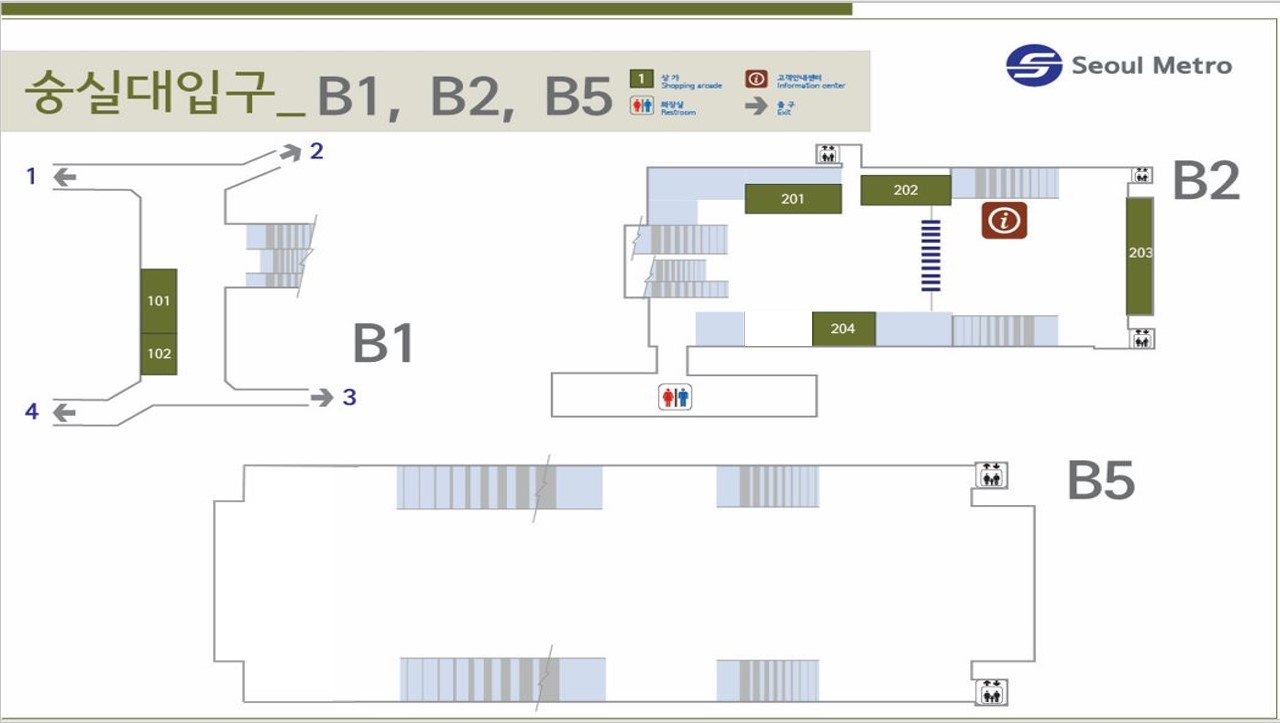 Seoul Metro
숭실대입구_B1, B2, B5
1 상가
Shopping arcade
고객안내센터
Information center
화장실
Restroom
출구
Exit
1
2
101
102
B1
4
3
B2
201
202
203
204
B5